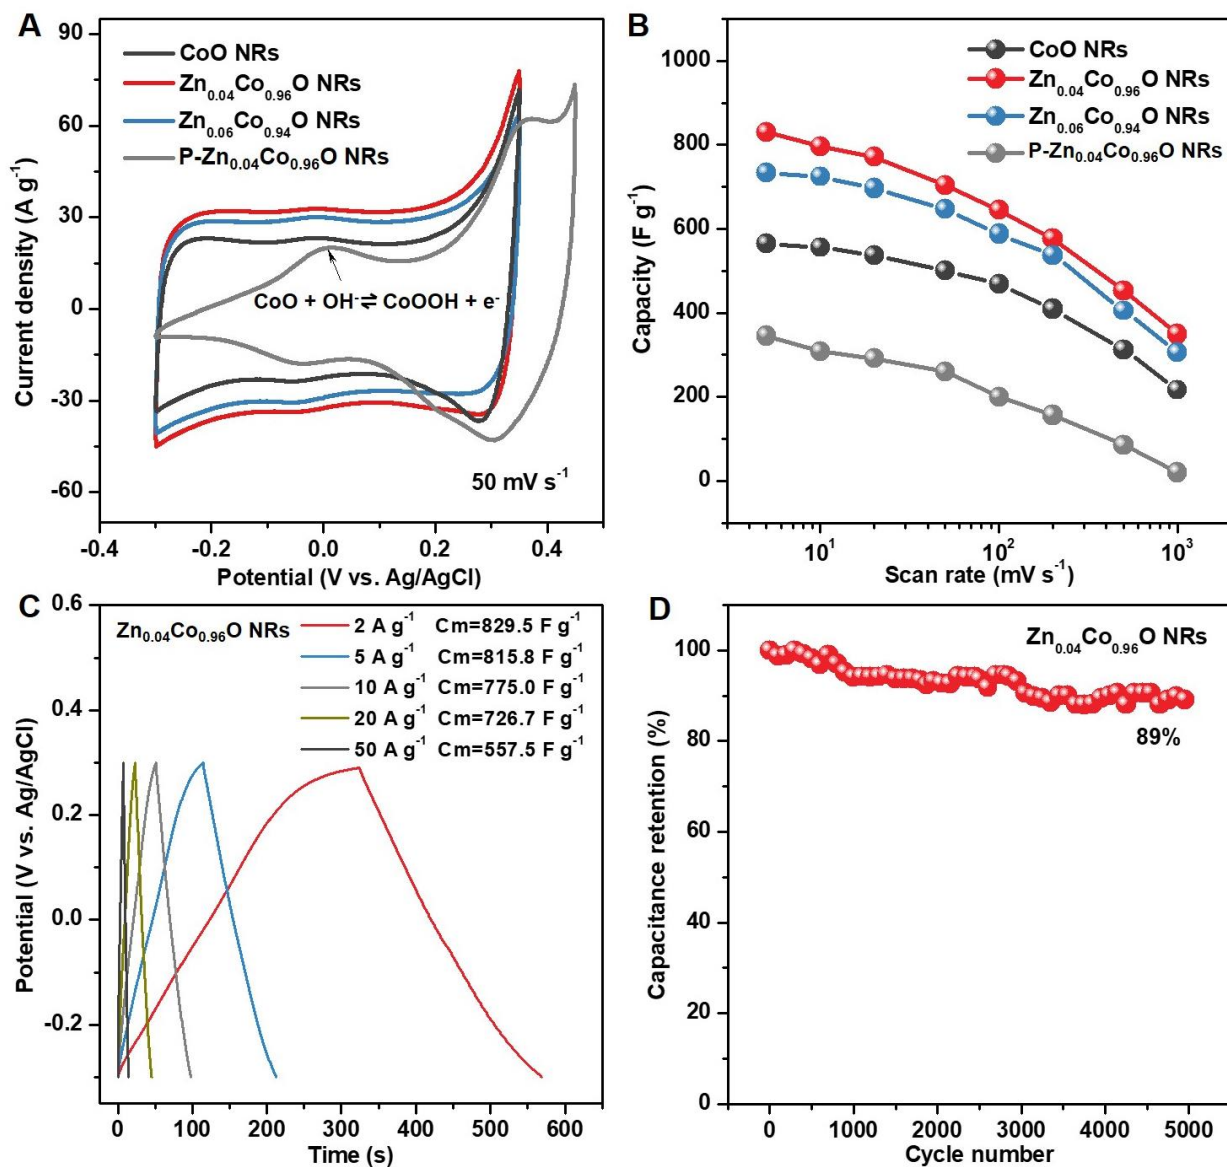 A
CoO NRs
Zn0.04Co0.96O NRs
Zn0.06Co0.94O NRs
P-Zn0.04Co0.96O NRs
90
60
30
0
-30
-60
Current density (A g-1)
CoO + OH-⇌ CoOOH + e-
50 mV s-1
-0.4
-0.2
0.0
0.2
0.4
Potential (V vs. Ag/AgCl)
B
CoO NRs
Zn0.04Co0.96O NRs
Zn0.06Co0.94O NRs
P-Zn0.04Co0.96O NRs
1000
800
600
400
200
0
Capacity (F g-1)
10^1
10^2
10^3
Scan rate (mV s-1)
C
Zn0.04Co0.96O NRs
2 A g-1 Cm=829.5 F g-1
5 A g-1 Cm=815.8 F g-1
10 A g-1 Cm=775.0 F g-1
20 A g-1 Cm=726.7 F g-1
50 A g-1 Cm=557.5 F g-1
0.6
0.4
0.2
0.0
-0.2
Potential (V vs. Ag/AgCl)
0
100
200
300
400
500
600
Time (s)
D
Zn0.04Co0.96O NRs
100
80
60
40
20
0
Capacitance retention (%)
89%
0
1000
2000
3000
4000
5000
Cycle number